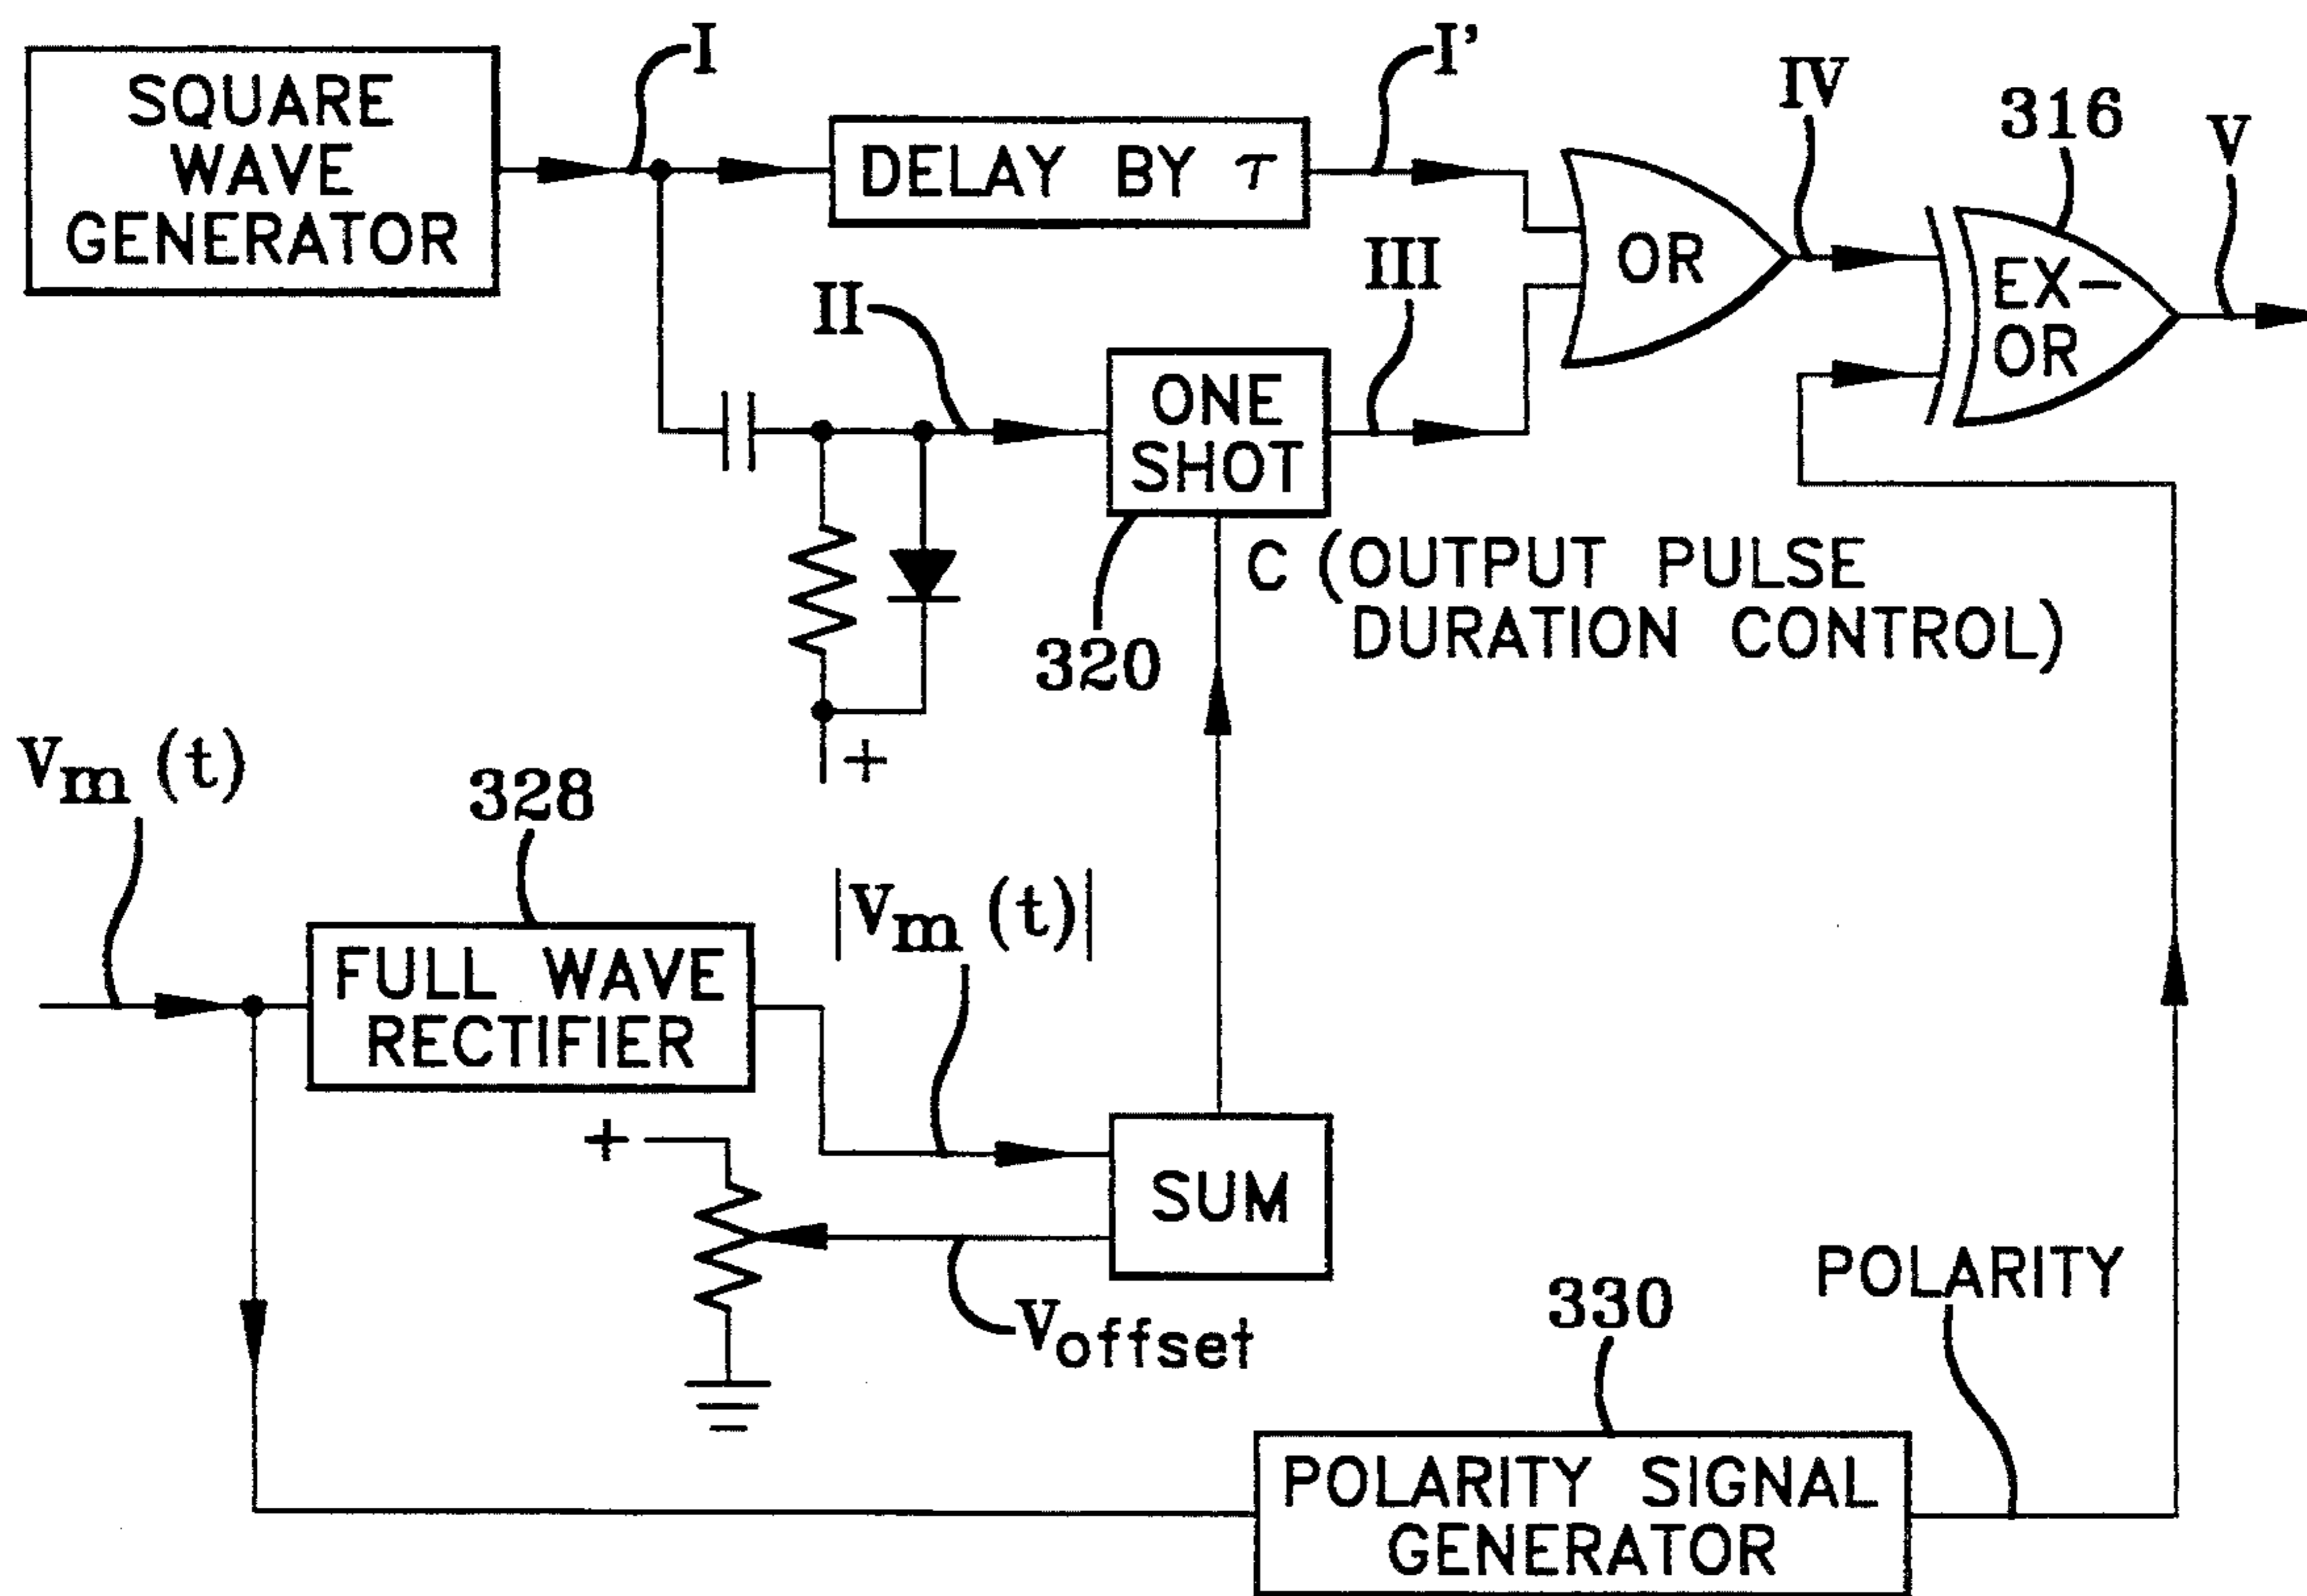 SQUARE
WAVE
GENERATOR
I
DELAY BY τ
I'
OR
IV
316
EX-
OR
V
II
ONE
SHOT
III
320
C (OUTPUT PULSE
DURATION CONTROL)
+
Vm (t)
328
FULL WAVE
RECTIFIER
|Vm (t)|
+
SUM
Voffset
330
POLARITY
POLARITY SIGNAL
GENERATOR